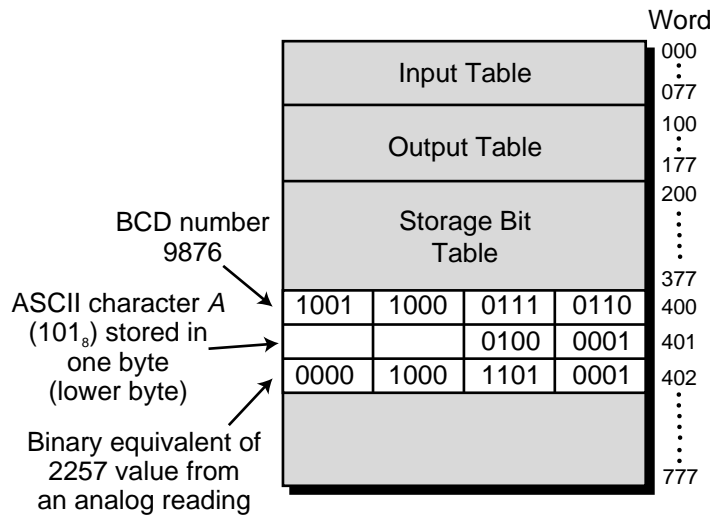 Word
000
Input Table
077
100
Output Table
177
200
Storage Bit
Table
377
BCD number
9876
1001 1000 0111 0110 400
ASCII character A
(101₈) stored in
one byte
(lower byte)
0100 0001 401
0000 1000 1101 0001 402
Binary equivalent of
2257 value from
an analog reading
777